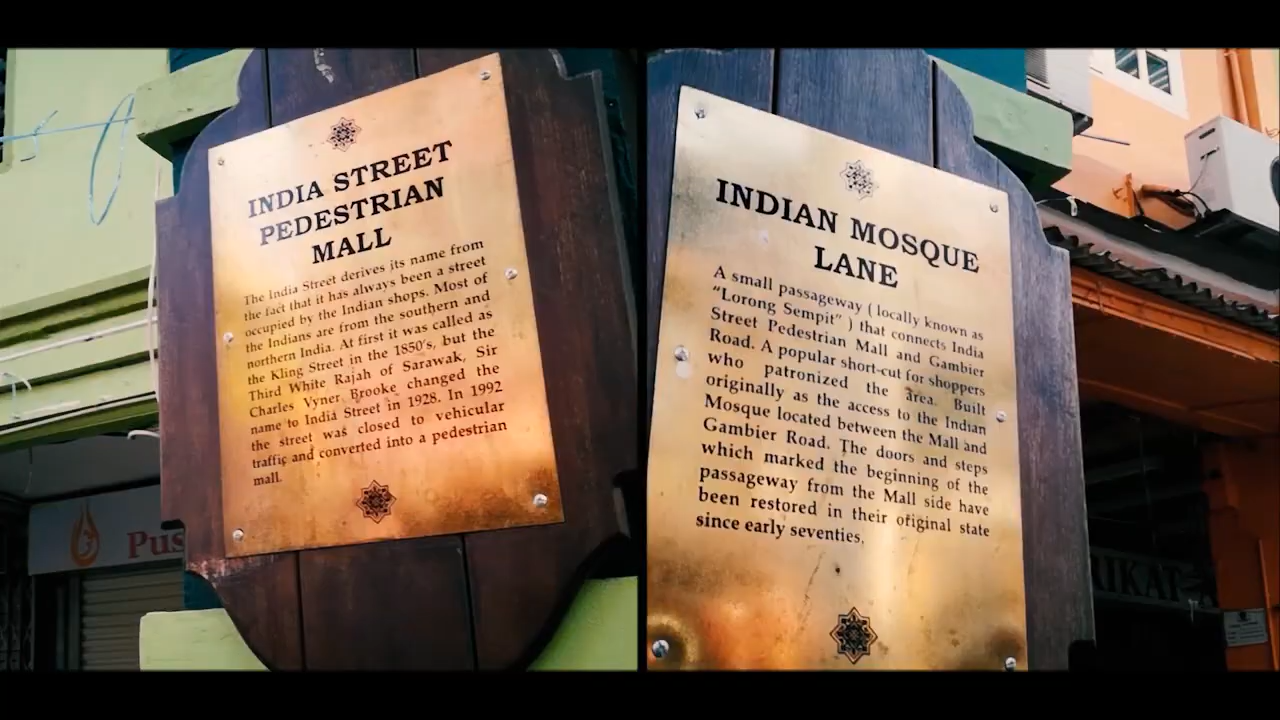 INDIA STREET
PEDESTRIAN
MALL
The India Street derives its name from
the fact that it has always been a street
occupied by the Indian shops. Most of
the Indians are from the southern and
northern India. At first it was called as
the Kling Street in the 1850's, but the
Third White Rajah of Sarawak, Sir
Charles Vyner Brooke changed the
name to India Street in 1928. In 1992
the street was closed to vehicular
traffic and converted into a pedestrian
mall.
Pus
INDIAN MOSQUE
LANE
A small passageway ( locally known as
"Lorong Sempit" ) that connects India
Street Pedestrian Mall and Gambier
Road. A popular short-cut for shoppers
who patronized the area. Built
originally as the access to the Indian
Mosque located between the Mall and
Gambier Road. The doors and steps
which marked the beginning of the
passageway from the Mall side have
been restored in their original state
since early seventies.